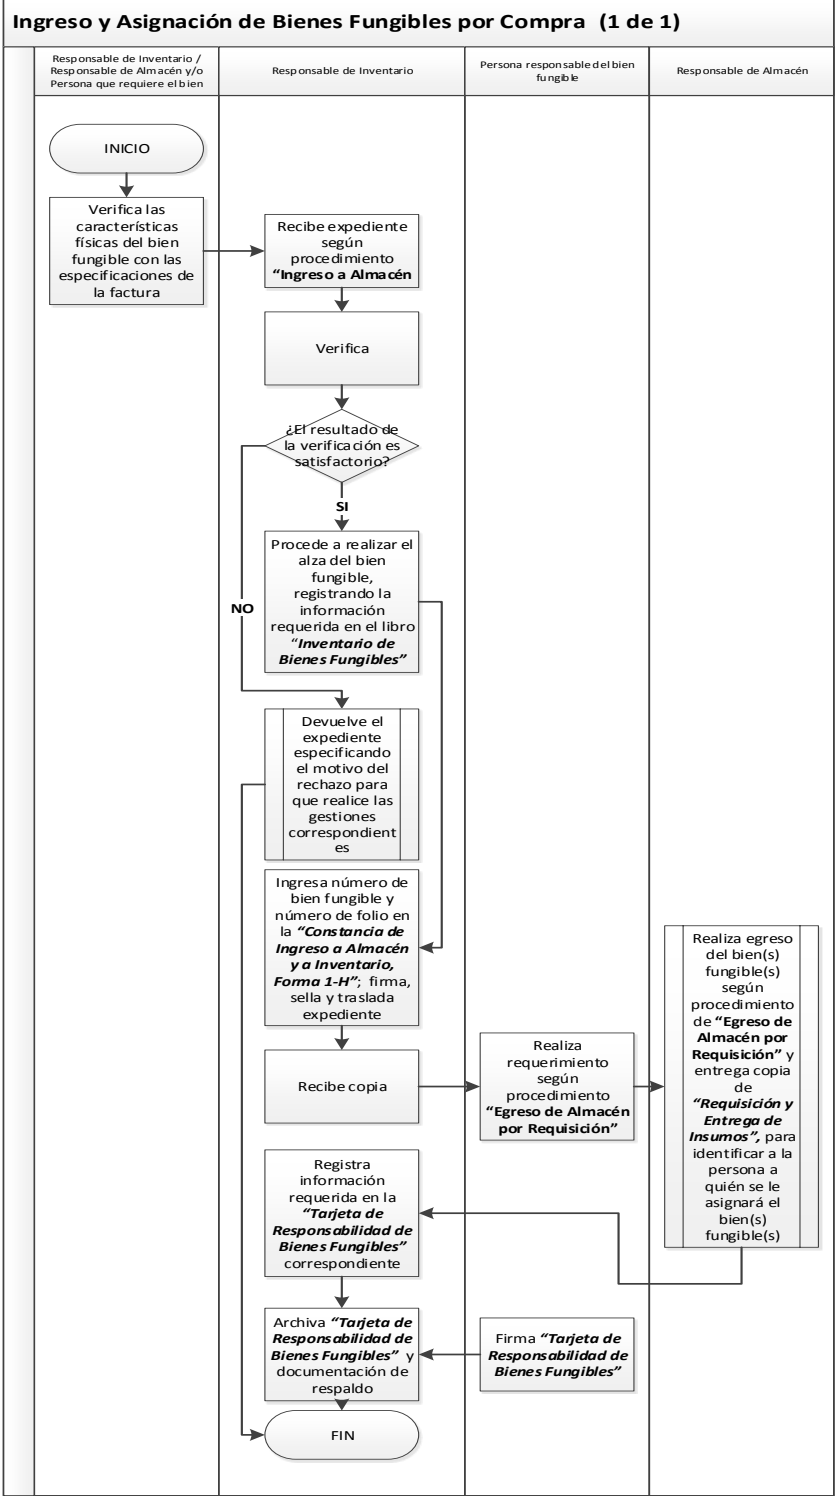 Ingreso y Asignación de Bienes Fungibles por Compra (1 de 1)
Responsable de Inventario /
Responsable de Almacén y/o
Persona que requiere el bien
Responsable de Inventario
Persona responsable del bien
fungible
Responsable de Almacén
INICIO
Verifica las
características
físicas del bien
fungible con las
especificaciones de
la factura
Recibe expediente
según
procedimiento
“Ingreso a Almacén
Verifica
¿El resultado de
la verificación es
satisfactorio?
SI
NO
Procede a realizar el
alza del bien
fungible,
registrando la
información
requerida en el libro
“Inventario de
Bienes Fungibles”
Devuelve el
expediente
especificando
el motivo del
rechazo para
que realice las
gestiones
correspondient
es
Ingresa número de
bien fungible y
número de folio en
la “Constancia de
Ingreso a Almacén
y a Inventario,
Forma 1-H”; firma,
sella y traslada
expediente
Recibe copia
Realiza
requerimiento
según
procedimiento
“Egreso de Almacén
por Requisición”
Realiza egreso
del bien(s)
fungible(s)
según
procedimiento
de “Egreso de
Almacén por
Requisición” y
entrega copia
de
“Requisición y
Entrega de
Insumos”, para
identificar a la
persona a
quién se le
asignará el
bien(s)
fungible(s)
Registra
información
requerida en la
“Tarjeta de
Responsabilidad de
Bienes Fungibles”
correspondiente
Archiva “Tarjeta de
Responsabilidad de
Bienes Fungibles” y
documentación de
respaldo
Firma “Tarjeta de
Responsabilidad de
Bienes Fungibles”
FIN